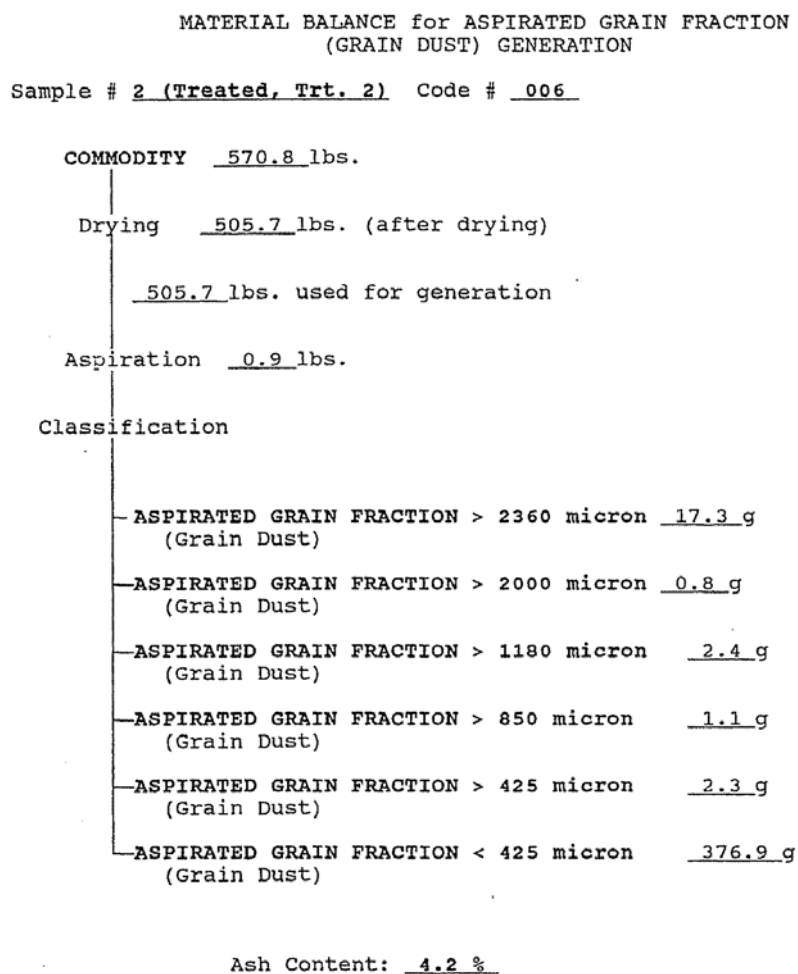 MATERIAL BALANCE for ASPIRATED GRAIN FRACTION
(GRAIN DUST) GENERATION
Sample # 2 (Treated, Trt. 2) Code # 006
COMMODITY 570.8 lbs.
Drying 505.7 lbs. (after drying)
505.7 lbs. used for generation
Aspiration 0.9 lbs.
Classification
ASPIRATED GRAIN FRACTION > 2360 micron 17.3 g
(Grain Dust)
ASPIRATED GRAIN FRACTION > 2000 micron 0.8 g
(Grain Dust)
ASPIRATED GRAIN FRACTION > 1180 micron 2.4 g
(Grain Dust)
ASPIRATED GRAIN FRACTION > 850 micron 1.1 g
(Grain Dust)
ASPIRATED GRAIN FRACTION > 425 micron 2.3 g
(Grain Dust)
ASPIRATED GRAIN FRACTION < 425 micron 376.9 g
(Grain Dust)
Ash Content: 4.2 %